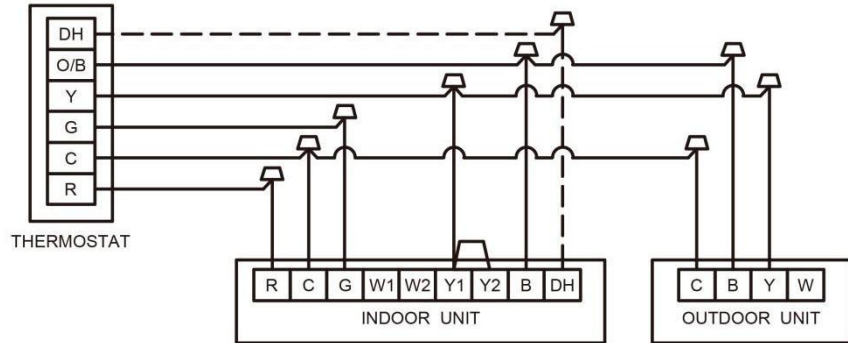 DH
O/B
Y
G
C
R
THERMOSTAT
R C G W1 W2 Y1 Y2 B DH
INDOOR UNIT
C B Y W
OUTDOOR UNIT